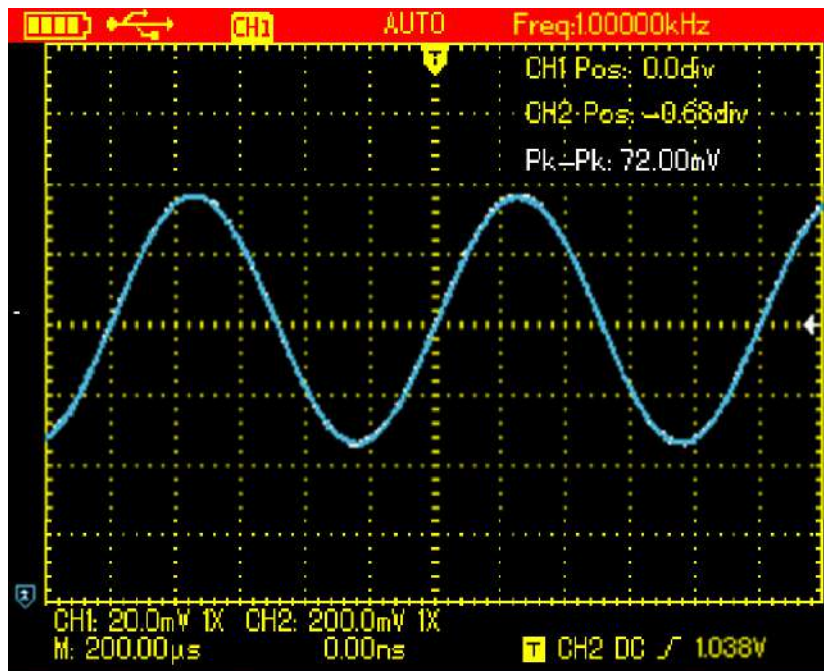 CH1 AUTO Freq:1.00000kHz
T
CH1 Pos: 0.0div
CH2 Pos: -0.68div
Pk-Pk: 72.00mV
2
CH1: 20.0mV 1X CH2: 200.0mV 1X
M: 200.00μs 0.00ns T CH2 DC 1.038V